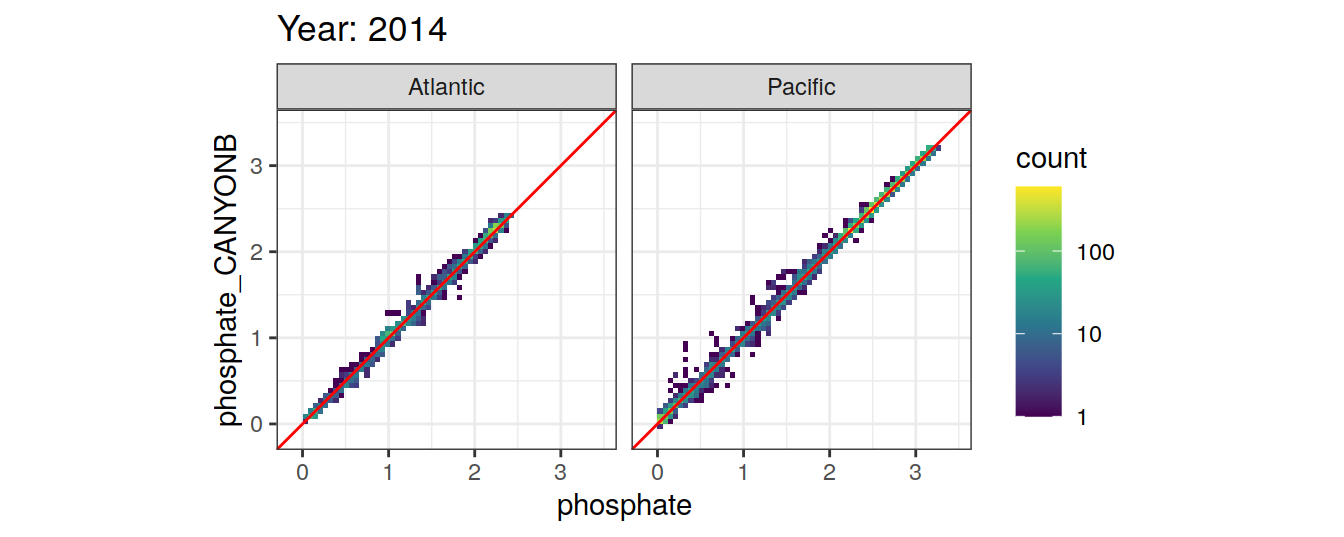 Year: 2014
Atlantic
Pacific
phosphate_CANYONB
3
2
1
0
0 1 2 3
0 1 2 3
phosphate
count
100
10
1